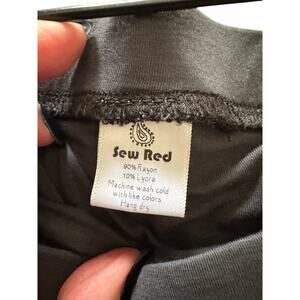 Sew Red
90% Rayon
10% Lycra
Machine wash cold
with like colors
Hang dry